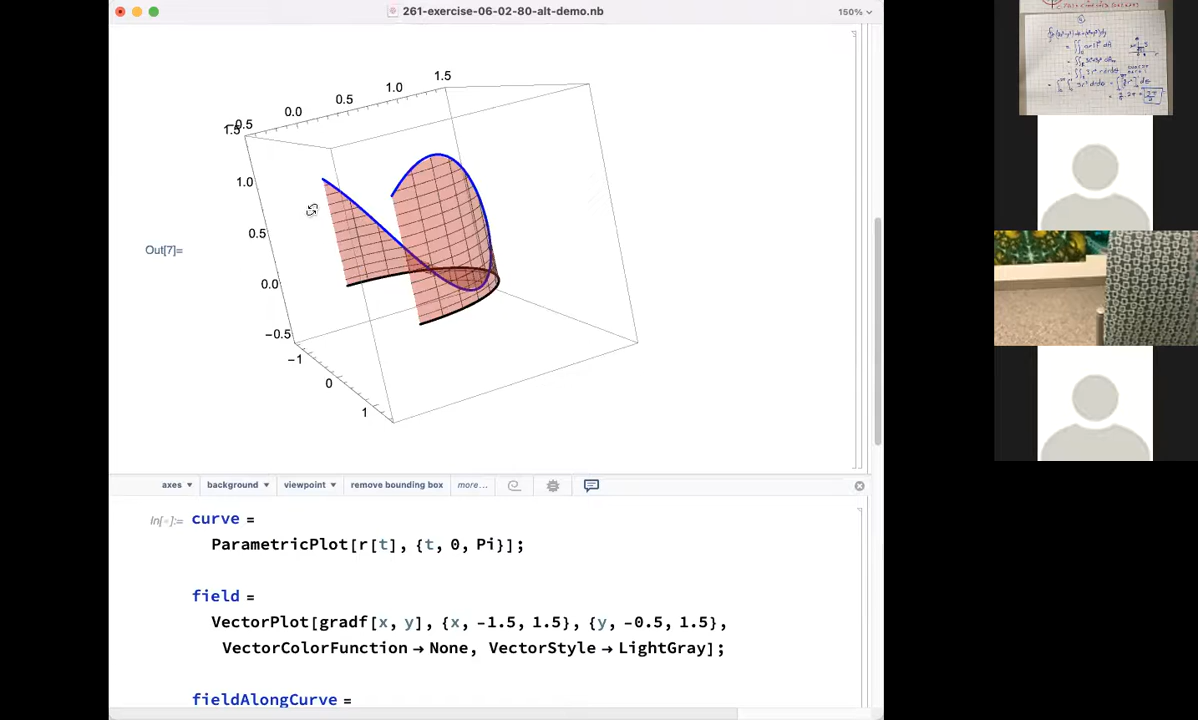 261-exercise-06-02-80-alt-demo.nb
150%
1.5
1.0
0.5
0.0
-0.5
1.5
1.0
0.5
0.0
-0.5
-1
0
1
Out[7]=
axes
background
viewpoint
remove bounding box
more...
In[ ]:=
curve =
ParametricPlot[r[t], {t, 0, Pi}];
field =
VectorPlot[gradf[x, y], {x, -1.5, 1.5}, {y, -0.5, 1.5},
VectorColorFunction → None, VectorStyle → LightGray];
fieldAlongCurve =